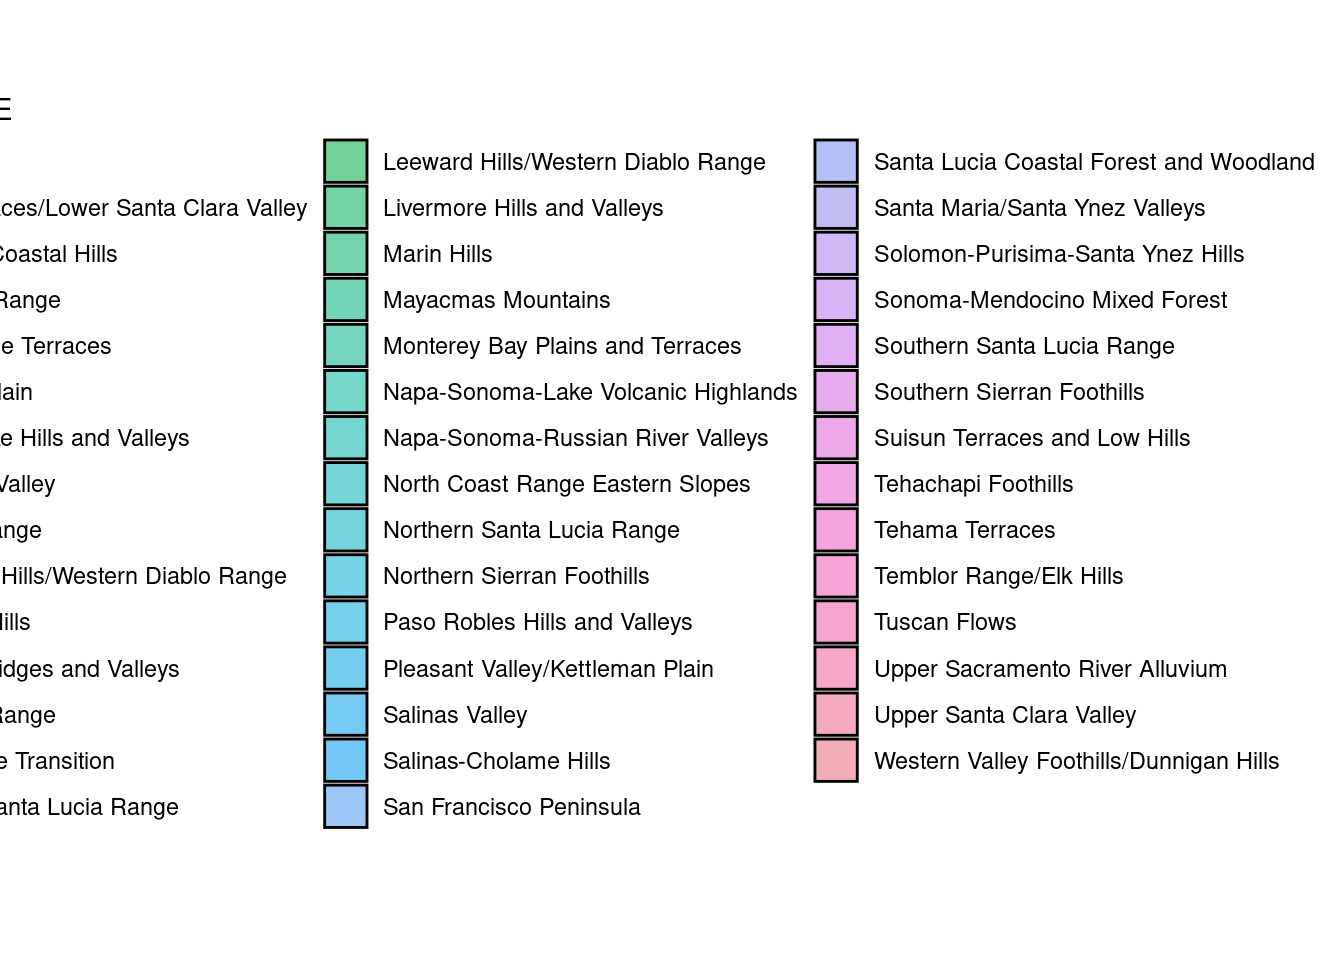 E
ces/Lower Santa Clara Valley
Coastal Hills
Range
e Terraces
lain
e Hills and Valleys
Valley
ange
Hills/Western Diablo Range
Hills
idges and Valleys
Range
e Transition
anta Lucia Range
Leeward Hills/Western Diablo Range
Livermore Hills and Valleys
Marin Hills
Mayacmas Mountains
Monterey Bay Plains and Terraces
Napa-Sonoma-Lake Volcanic Highlands
Napa-Sonoma-Russian River Valleys
North Coast Range Eastern Slopes
Northern Santa Lucia Range
Northern Sierran Foothills
Paso Robles Hills and Valleys
Pleasant Valley/Kettleman Plain
Salinas Valley
Salinas-Cholame Hills
San Francisco Peninsula
Santa Lucia Coastal Forest and Woodland
Santa Maria/Santa Ynez Valleys
Solomon-Purisima-Santa Ynez Hills
Sonoma-Mendocino Mixed Forest
Southern Santa Lucia Range
Southern Sierran Foothills
Suisun Terraces and Low Hills
Tehachapi Foothills
Tehama Terraces
Temblor Range/Elk Hills
Tuscan Flows
Upper Sacramento River Alluvium
Upper Santa Clara Valley
Western Valley Foothills/Dunnigan Hills